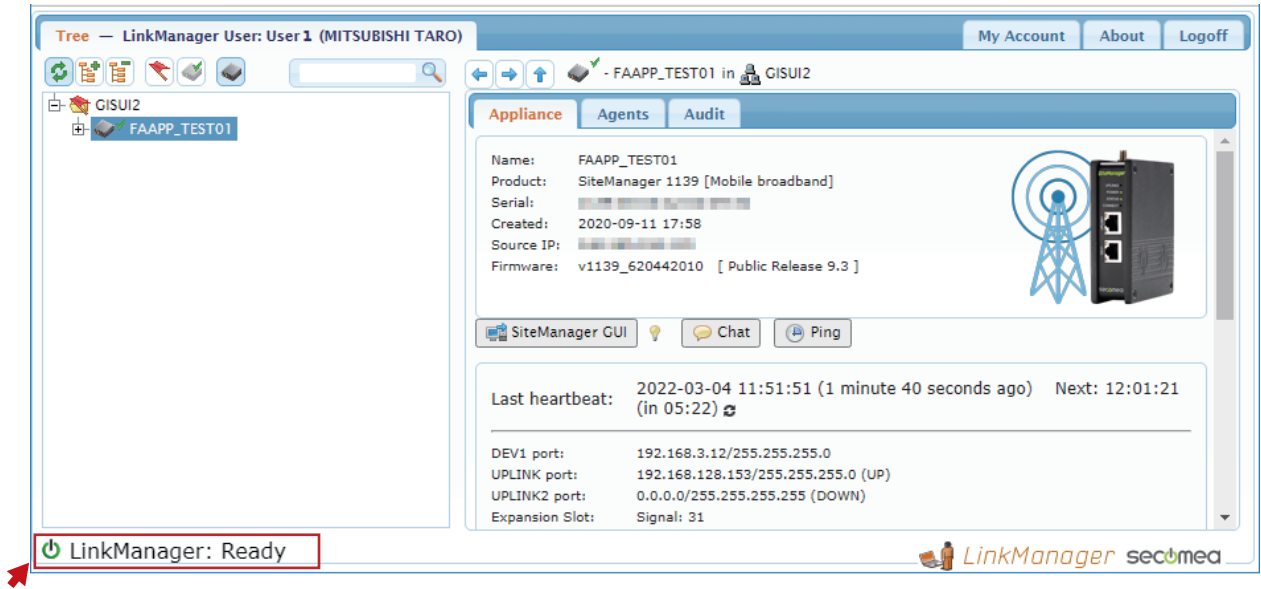 Tree — LinkManager User: User 1 (MITSUBISHI TARO)
My Account About Logoff
- FAAPP_TEST01 in GISUI2
GISUI2
FAAPP_TEST01
Appliance Agents Audit
Name: FAAPP_TEST01
Product: SiteManager 1139 [Mobile broadband]
Serial:
Created: 2020-09-11 17:58
Source IP:
Firmware: v1139_620442010 [ Public Release 9.3 ]
SiteManager GUI Chat Ping
Last heartbeat: 2022-03-04 11:51:51 (1 minute 40 seconds ago) Next: 12:01:21
(in 05:22)
DEV1 port: 192.168.3.12/255.255.255.0
UPLINK port: 192.168.128.153/255.255.255.0 (UP)
UPLINK2 port: 0.0.0.0/255.255.255.255 (DOWN)
Expansion Slot: Signal: 31
LinkManager: Ready
LinkManager secomea